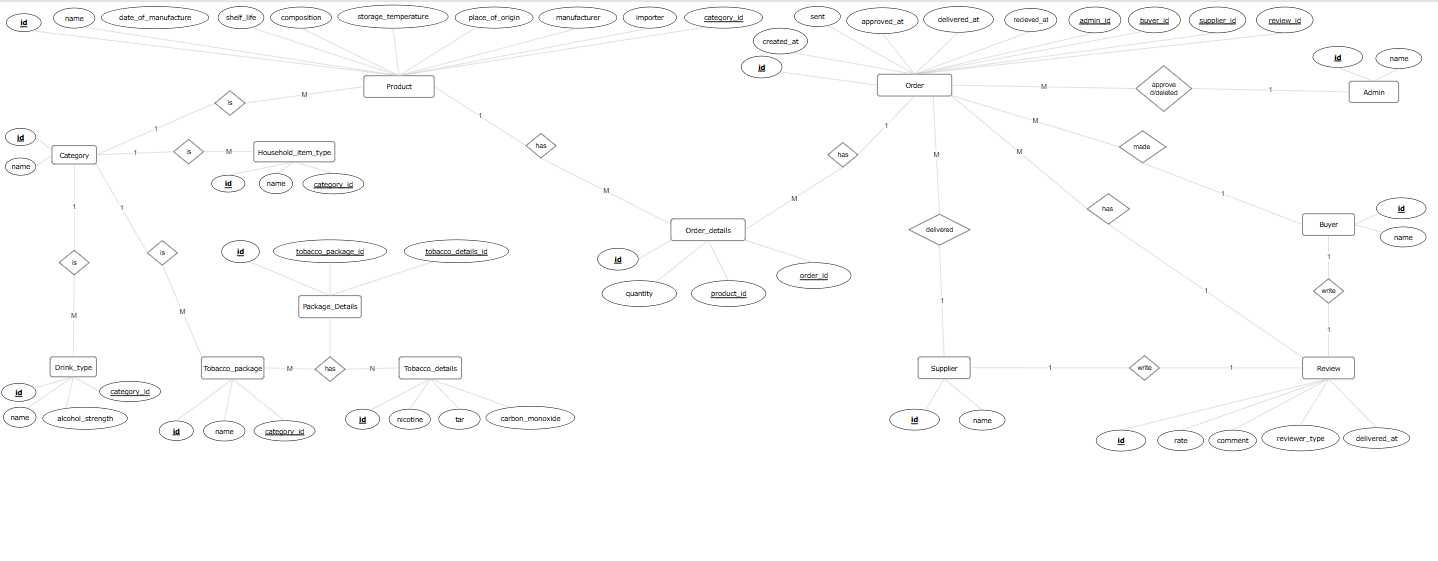 id
name
date_of_manufacture
shelf_life
composition
storage_temperature
place_of_origin
manufacturer
importer
category_id
sent
approved_at
delivered_at
recieved_at
admin_id
buyer_id
supplier_id
review_id
created_at
id
id
name
Product
Order
Admin
M
M
1
approve
d/deleted
is
M
1
1
made
id
Category
name
1
is
M
Household_item_type
id
name
category_id
has
M
1
has
M
M
has
1
Buyer
id
name
1
1
is
is
id
tobacco_package_id
tobacco_details_id
Package_Details
Order_details
id
quantity
product_id
order_id
delivered
1
1
write
1
1
M
M
Drink_type
Tobacco_package
M
has
N
Tobacco_details
Supplier
1
write
1
Review
id
name
alcohol_strength
category_id
id
name
category_id
id
nicotine
tar
carbon_monoxide
id
name
id
rate
comment
reviewer_type
delivered_at